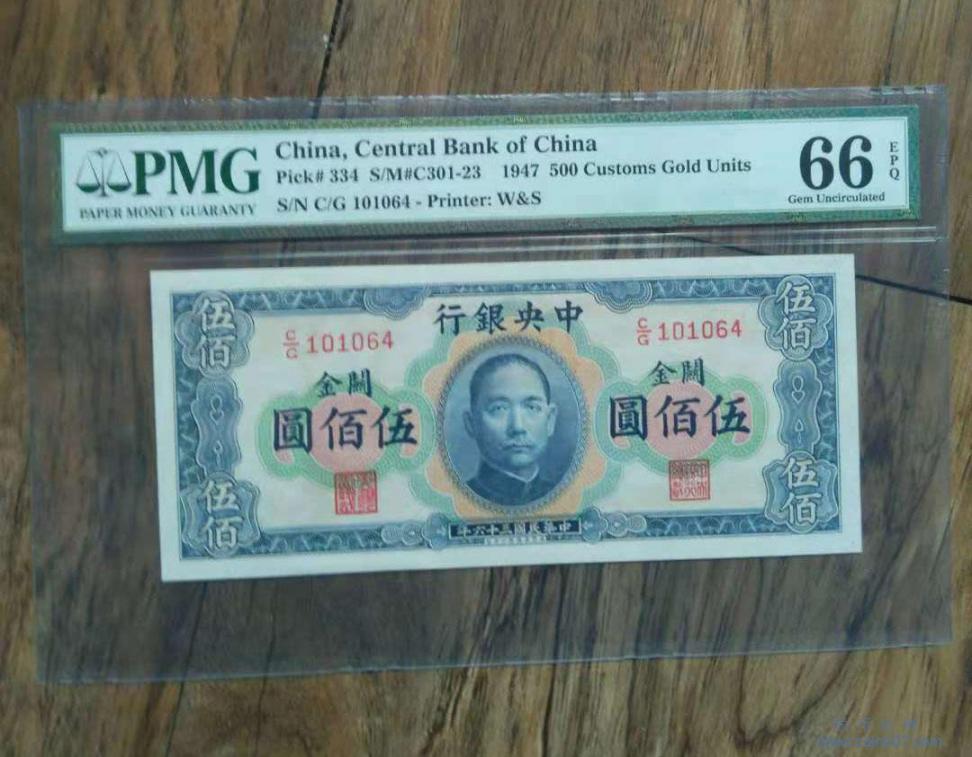 PMG
PAPER MONEY GUARANTY
China, Central Bank of China
Pick# 334 S/M#C301-23 1947 500 Customs Gold Units
S/N C/G 101064 - Printer: W&S
66 EPQ
Gem Uncirculated
行銀央中
伍佰
伍佰
C/G 101064
C/G 101064
金關
金關
圓佰伍
圓佰伍
伍佰
伍佰
年六十三國民華中